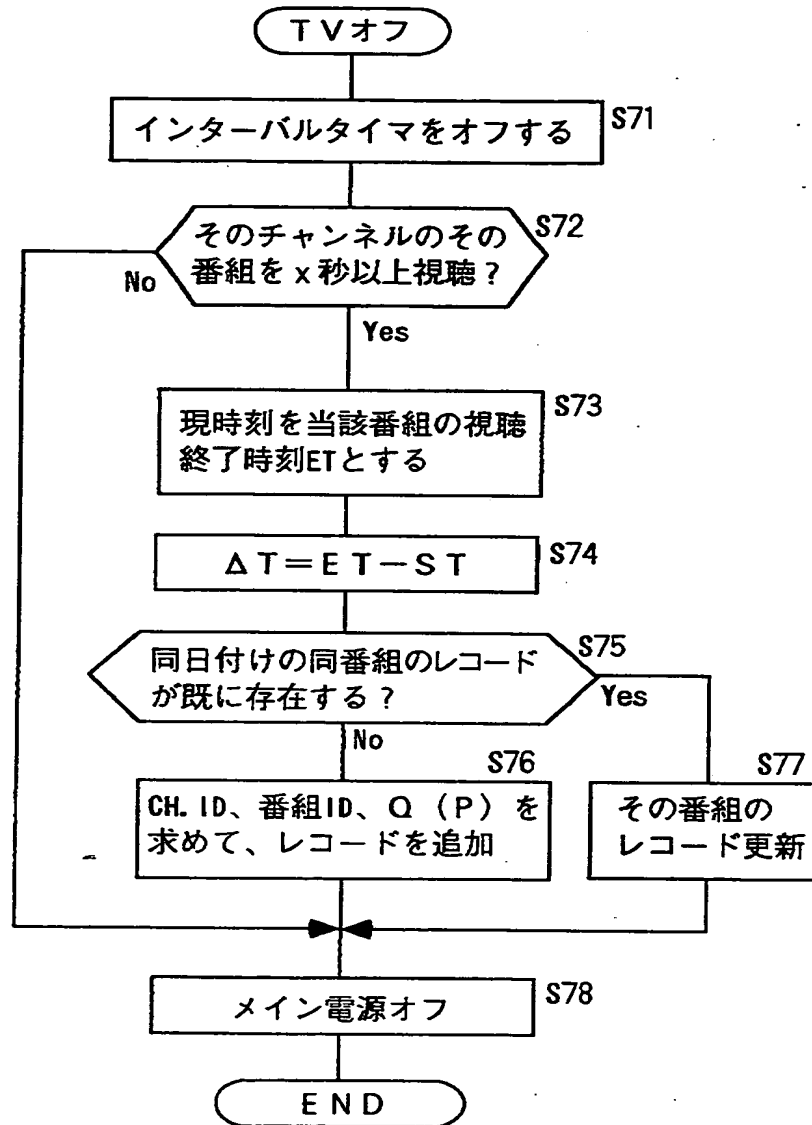 TVオフ
インターバルタイマをオフする
S71
そのチャンネルのその
番組をx秒以上視聴？
S72
No
Yes
現時刻を当該番組の視聴
終了時刻ETとする
S73
ΔT=ET-ST
S74
同日付けの同番組のレコード
が既に存在する？
S75
Yes
No
S76
CH.ID、番組ID、Q（P）を
求めて、レコードを追加
S77
その番組の
レコード更新
メイン電源オフ
S78
END